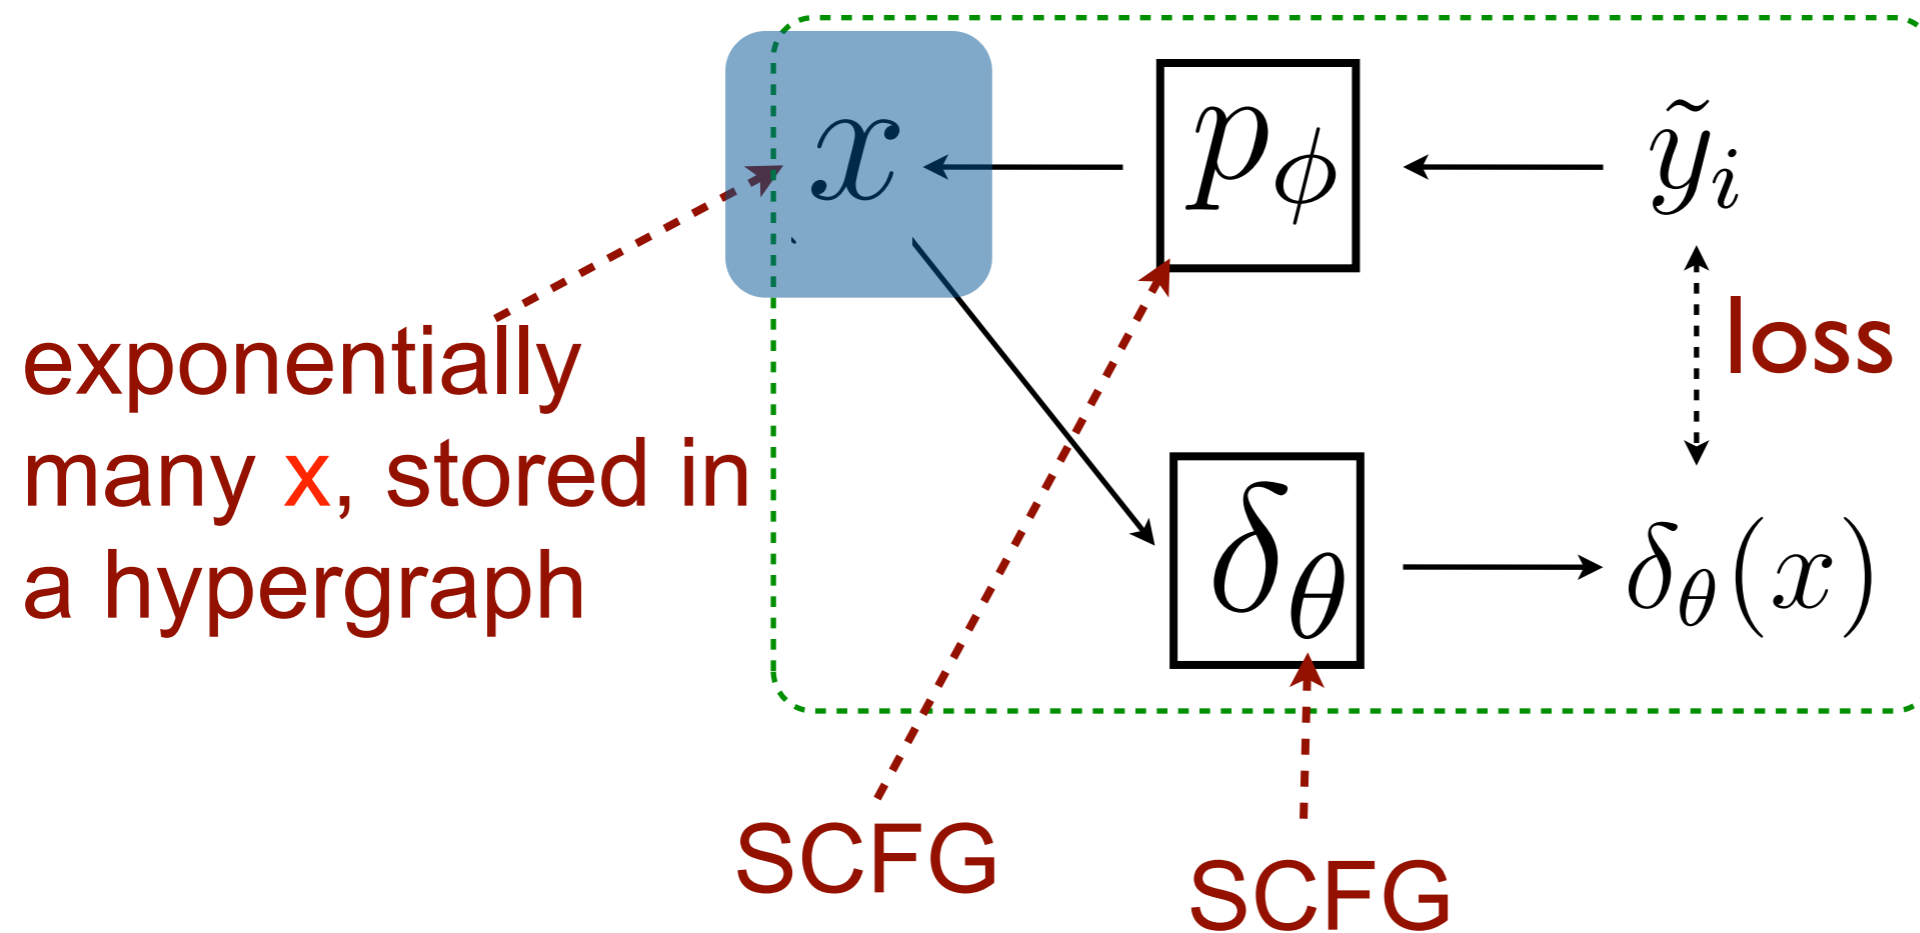 x
p_ϕ
ỹ_i
loss
exponentially
many x, stored in
a hypergraph
δ_θ
δ_θ(x)
SCFG
SCFG